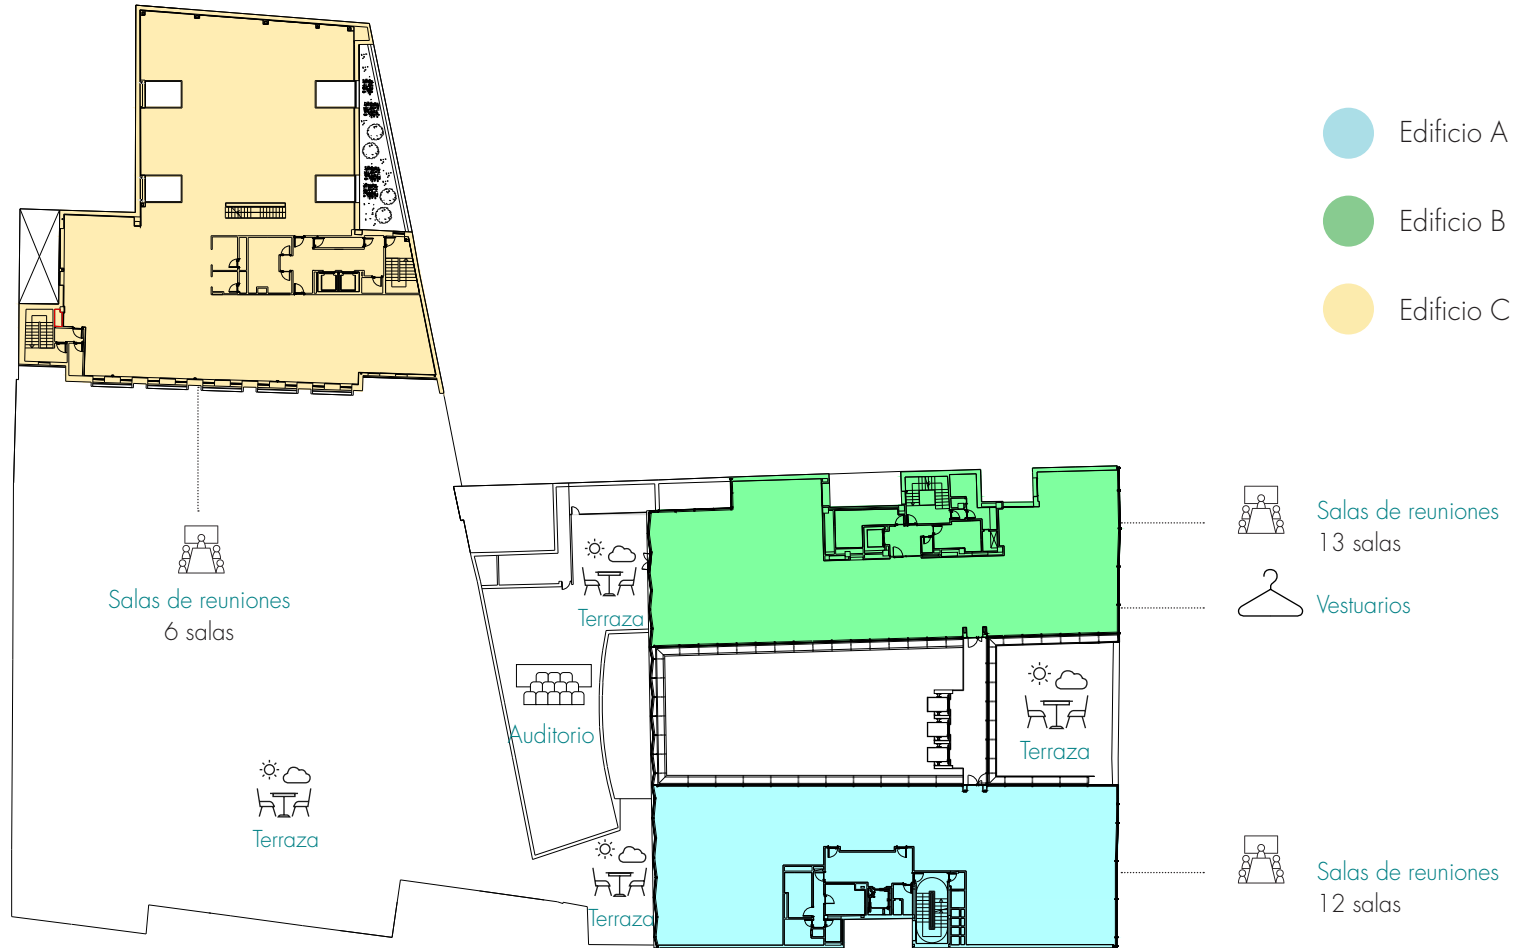 Edificio A
Edificio B
Edificio C
Salas de reuniones
6 salas
Terraza
Auditorio
Terraza
Terraza
Terraza
Salas de reuniones
13 salas
Vestuarios
Salas de reuniones
12 salas